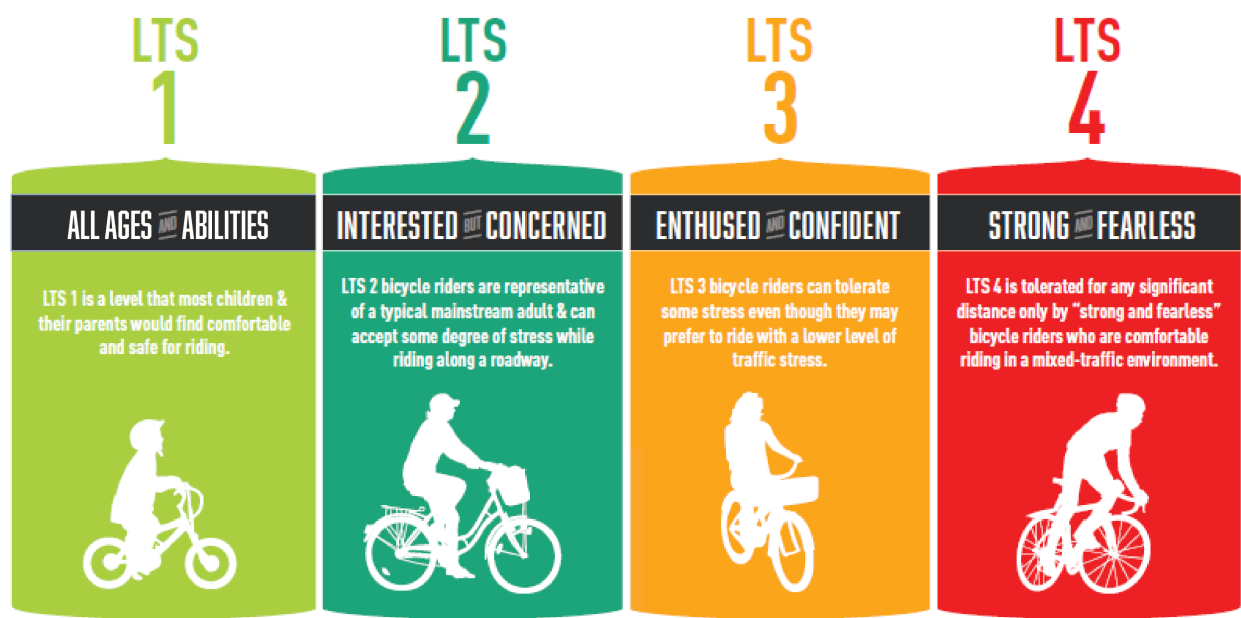 LTS
1
ALL AGES AND ABILITIES
LTS 1 is a level that most children &
their parents would find comfortable
and safe for riding.
LTS
2
INTERESTED BUT CONCERNED
LTS 2 bicycle riders are representative
of a typical mainstream adult & can
accept some degree of stress while
riding along a roadway.
LTS
3
ENTHUSED AND CONFIDENT
LTS 3 bicycle riders can tolerate
some stress even though they may
prefer to ride with a lower level of
traffic stress.
LTS
4
STRONG AND FEARLESS
LTS 4 is tolerated for any significant
distance only by “strong and fearless”
bicycle riders who are comfortable
riding in a mixed-traffic environment.